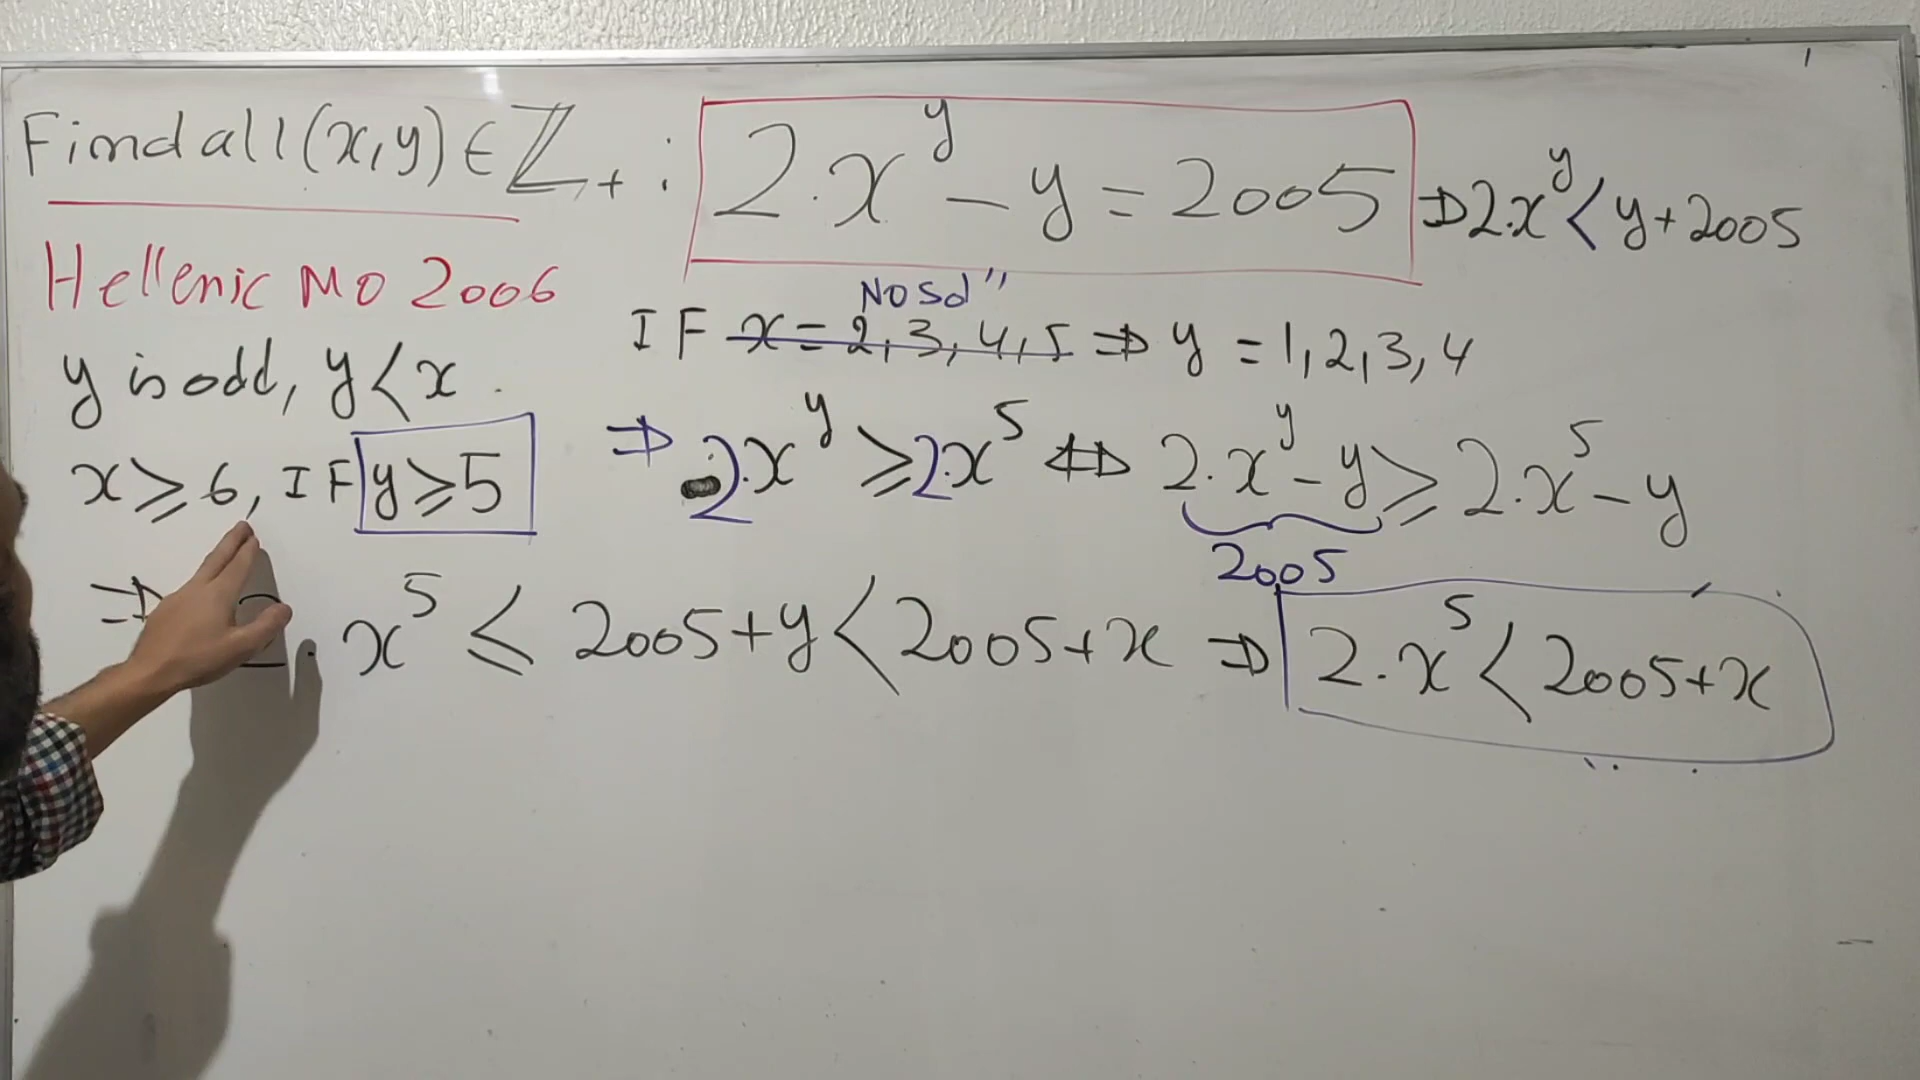 Find all (x,y) ∈ ℤ₊ : 2·x^y - y = 2005 ⇒ 2·x^y < y + 2005
Hellenic MO 2006
No sol"
IF x = 2, 3, 4, 5 ⇒ y = 1, 2, 3, 4
y is odd, y < x.
x ≥ 6, IF y ≥ 5 ⇒ 2·x^y ≥ 2·x^5 ⇔ 2·x^y - y ≥ 2·x^5 - y
2005
⇒ 2·x^5 ≤ 2005 + y < 2005 + x ⇒ 2·x^5 < 2005 + x